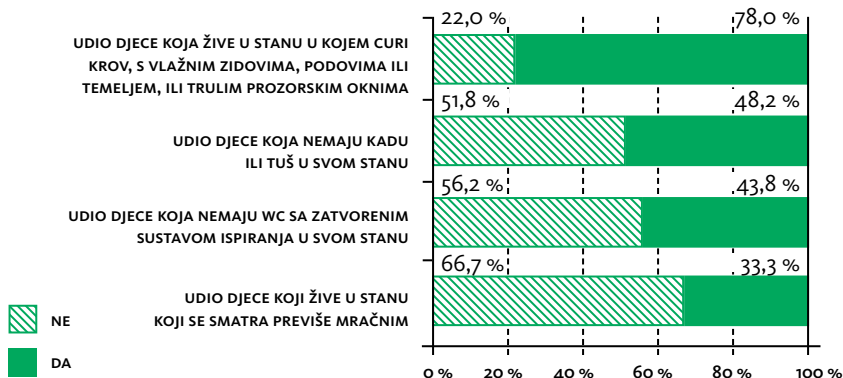 22,0 % 78,0 %
UDIO DJECE KOJA ŽIVE U STANU U KOJEM CURI
KROV, S VLAŽNIM ZIDOVIMA, PODOVIMA ILI
TEMELJEM, ILI TRULIM PROZORSKIM OKNIMA
51,8 % 48,2 %
UDIO DJECE KOJA NEMAJU KADU
ILI TUŠ U SVOM STANU
56,2 % 43,8 %
UDIO DJECE KOJA NEMAJU WC SA ZATVORENIM
SUSTAVOM ISPIRANJA U SVOM STANU
66,7 % 33,3 %
UDIO DJECE KOJI ŽIVE U STANU
KOJI SE SMATRA PREVIŠE MRAČNIM
NE
DA
0 % 20 % 40 % 60 % 80 % 100 %